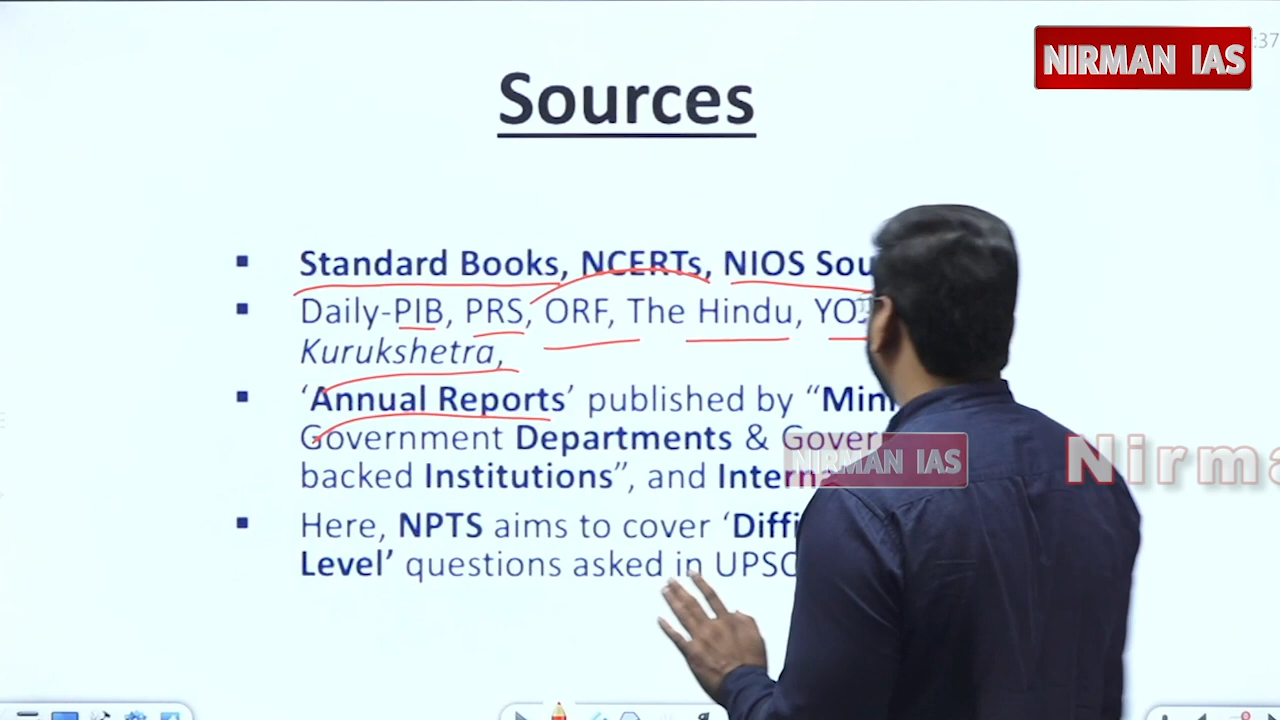 NIRMAN IAS
:37
Sources
▪ Standard Books, NCERTs, NIOS Sou
▪ Daily-PIB, PRS, ORF, The Hindu, YO
Kurukshetra,
▪ ‘Annual Reports’ published by “Min
Government Departments & Gover
backed Institutions”, and Intern
NIRMAN IAS
Nirma
▪ Here, NPTS aims to cover ‘Diffi
Level’ questions asked in UPSC